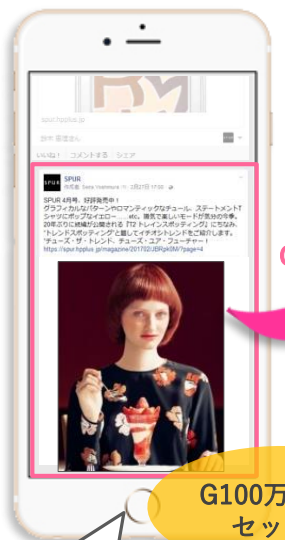 spur.hpplus.jp
いいね! コメントする シェア
SPUR
SPUR
SPUR 4月号、好評発売中!
グラフィカルなパターンやロマンティックなチュール、ステートメントT
シャツにポップなイエロー……etc. 陽気で楽しいモードが気分の今季。
20年ぶりに続編が公開される『T2 トレインスポッティング』にちなみ、
"トレンドスポッティング"と題してイチオシトレンドをご紹介します。
"チューズ・ザ・トレンド、チューズ・ユア・フューチャー!
https://spur.hpplus.jp/magazine/201702/JBRpk0M/?page=4
G100万
セッ